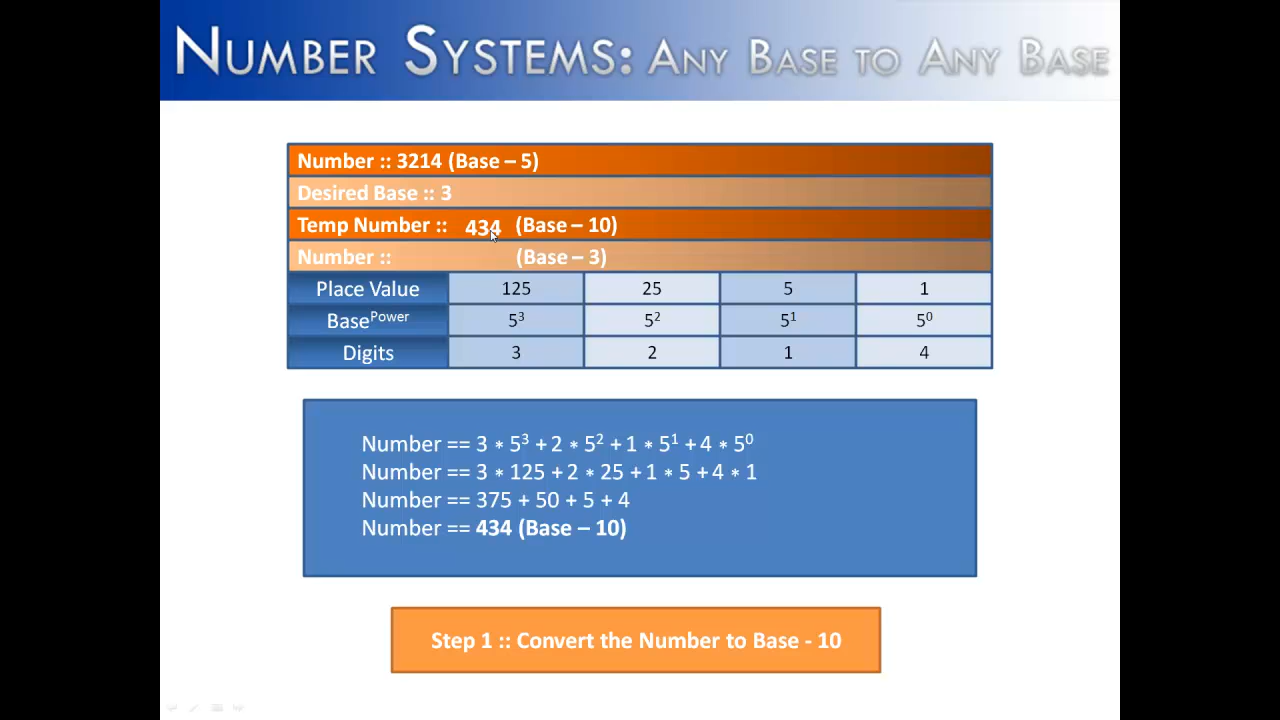 NUMBER SYSTEMS: ANY BASE TO ANY BASE
Number :: 3214 (Base – 5)
Desired Base :: 3
Temp Number :: 434 (Base – 10)
Number :: (Base – 3)
Place Value 125 25 5 1
Base^Power 5³ 5² 5¹ 5⁰
Digits 3 2 1 4
Number == 3 * 5³ + 2 * 5² + 1 * 5¹ + 4 * 5⁰
Number == 3 * 125 + 2 * 25 + 1 * 5 + 4 * 1
Number == 375 + 50 + 5 + 4
Number == 434 (Base – 10)
Step 1 :: Convert the Number to Base - 10